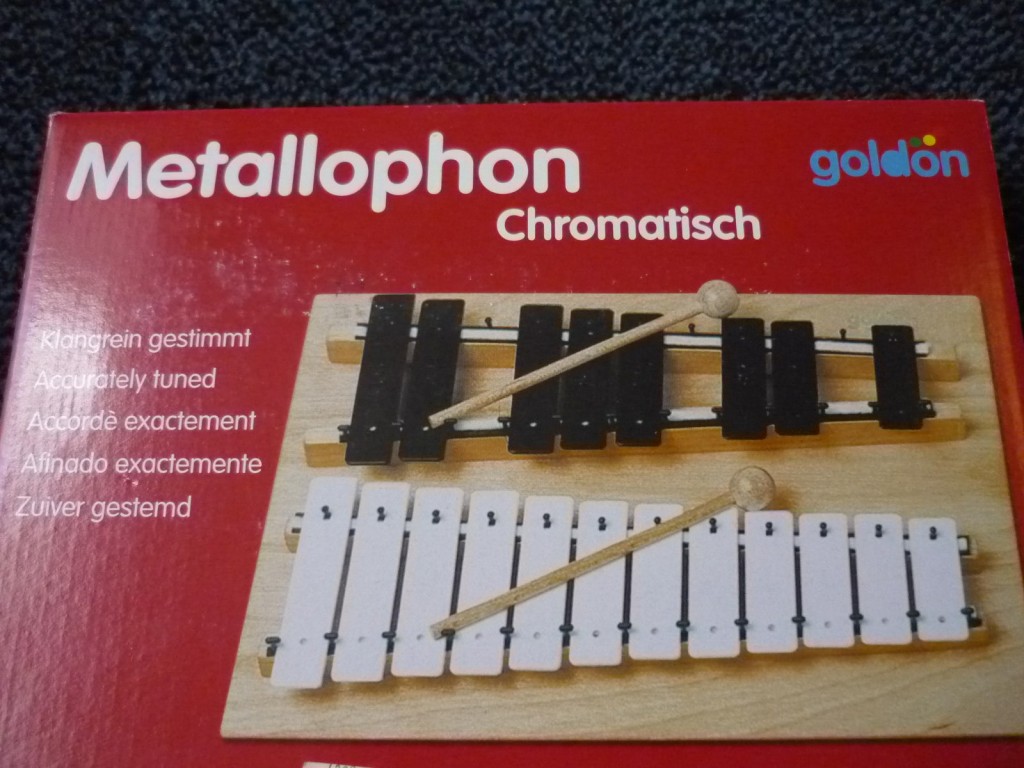 Metallophon
goldon
Chromatisch
Klangrein gestimmt
Accurately tuned
Accordè exactement
Afinado exactemente
Zuiver gestemd